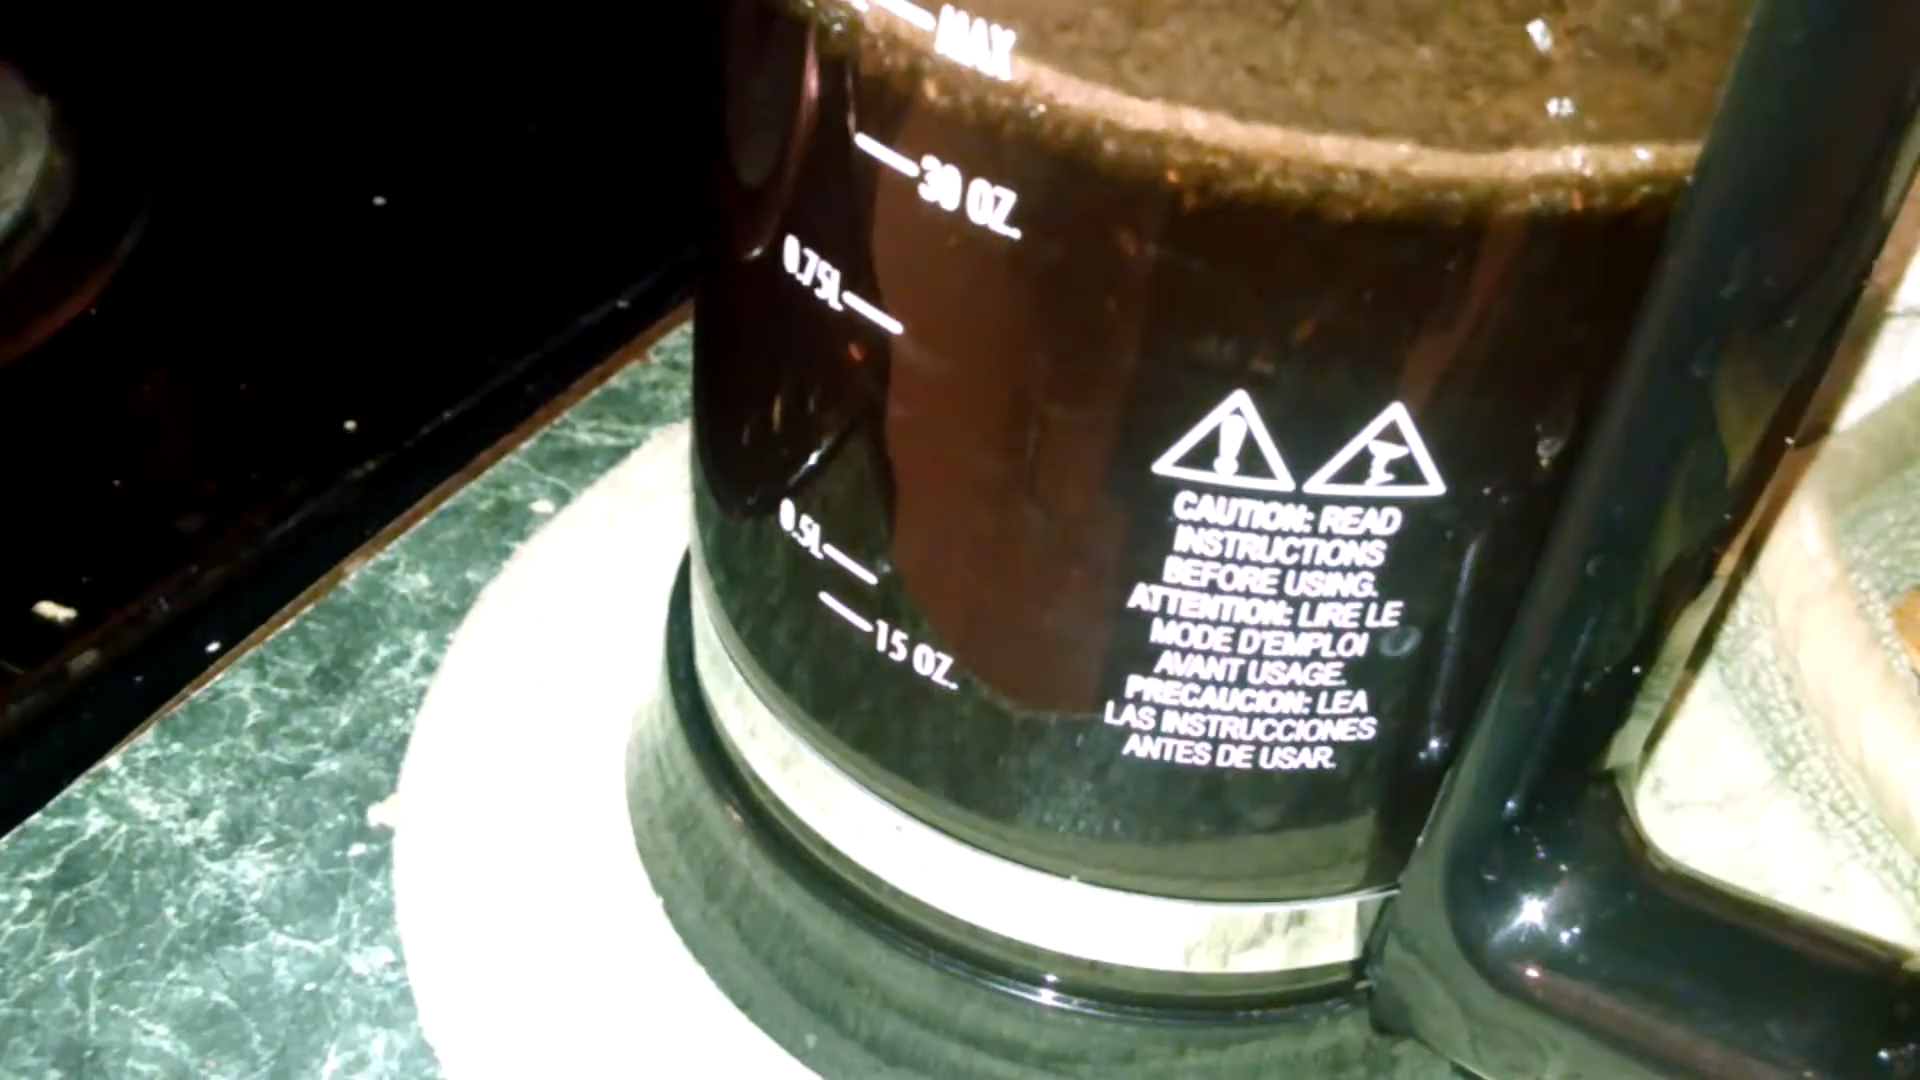 MAX
30 OZ.
0.75L
0.5L
15 OZ.
CAUTION: READ
INSTRUCTIONS
BEFORE USING.
ATTENTION: LIRE LE
MODE D'EMPLOI
AVANT USAGE.
PRECAUCION: LEA
LAS INSTRUCCIONES
ANTES DE USAR.